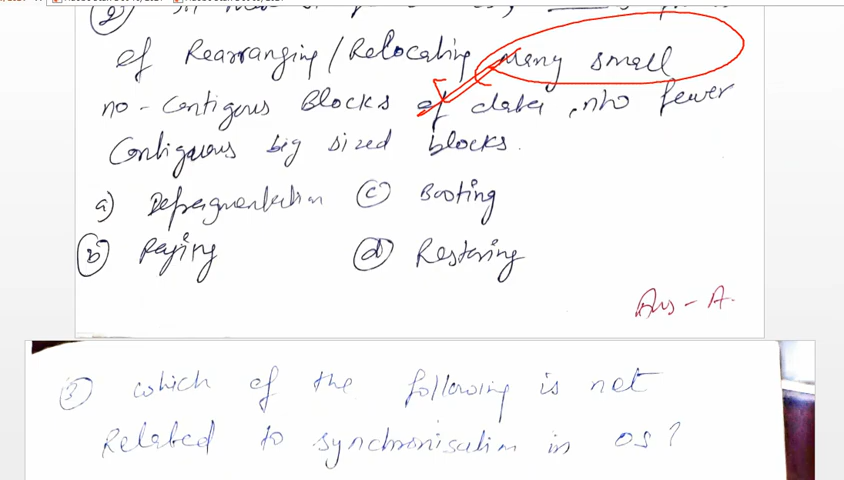 of Rearranging/Relocating many small
no-Contigous Blocks of data into fewer
Contiguous big sized blocks.
a) Defragmentation (c) Booting
(b) Paging (d) Restoring
Ans - A.
(3) which of the following is not
Related to synchronisation in OS?